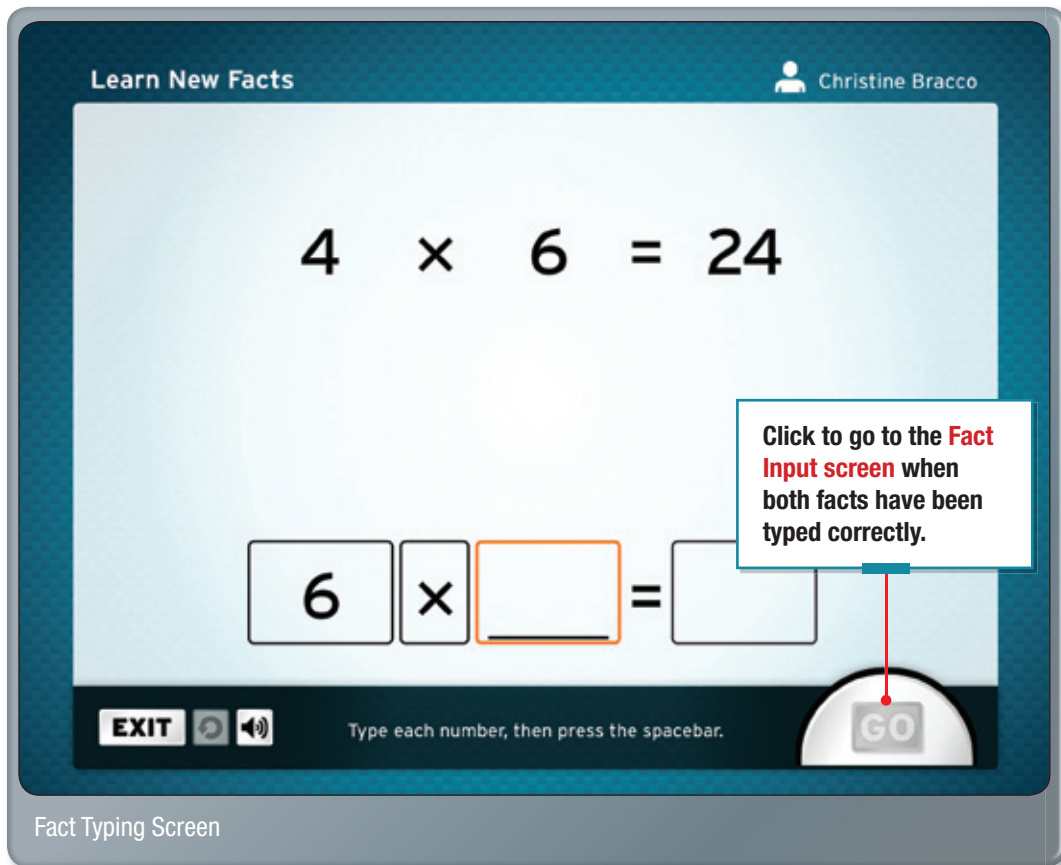 Learn New Facts
Christine Bracco
4 × 6 = 24
Click to go to the Fact
Input screen when
both facts have been
typed correctly.
6 × =
EXIT
Type each number, then press the spacebar.
GO
Fact Typing Screen